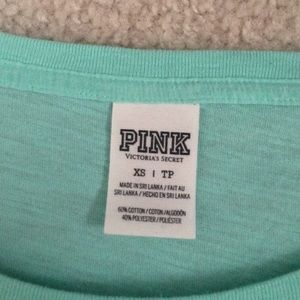 PINK
VICTORIA'S SECRET
XS | TP
MADE IN SRI LANKA / FAIT AU
SRI LANKA / HECHO EN SRI LANKA
60% COTTON / COTON / ALGODÓN
40% POLYESTER / POLIÉSTER